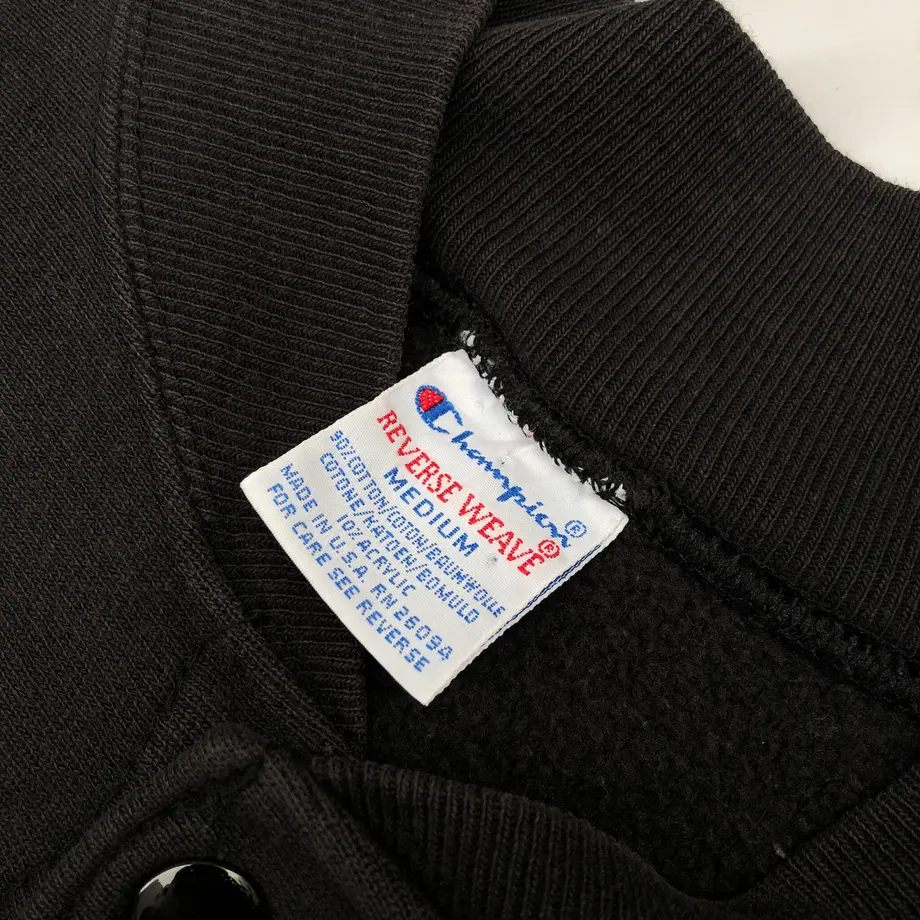 Champion®
REVERSE WEAVE®
MEDIUM
90%COTTON/COTON/BAUMWOLLE
COTONE/KATOEN/BOMULD
10%ACRYLIC
MADE IN U.S.A. RN 26094
FOR CARE SEE REVERSE